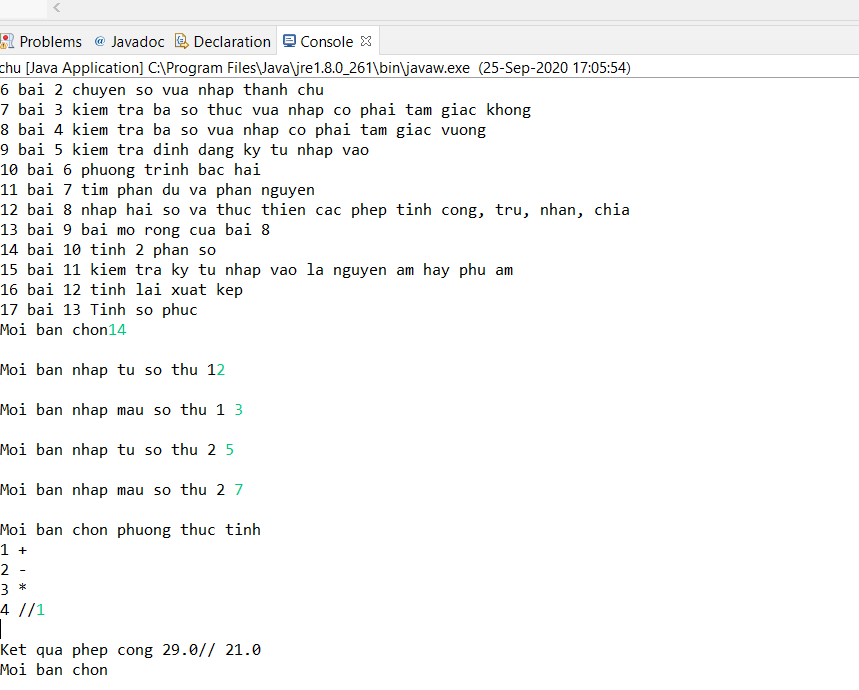 Problems @ Javadoc Declaration Console
chu [Java Application] C:\Program Files\Java\jre1.8.0_261\bin\javaw.exe (25-Sep-2020 17:05:54)
6 bai 2 chuyen so vua nhap thanh chu
7 bai 3 kiem tra ba so thuc vua nhap co phai tam giac khong
8 bai 4 kiem tra ba so vua nhap co phai tam giac vuong
9 bai 5 kiem tra dinh dang ky tu nhap vao
10 bai 6 phuong trinh bac hai
11 bai 7 tim phan du va phan nguyen
12 bai 8 nhap hai so va thuc thien cac phep tinh cong, tru, nhan, chia
13 bai 9 bai mo rong cua bai 8
14 bai 10 tinh 2 phan so
15 bai 11 kiem tra ky tu nhap vao la nguyen am hay phu am
16 bai 12 tinh lai xuat kep
17 bai 13 Tinh so phuc
Moi ban chon14
Moi ban nhap tu so thu 12
Moi ban nhap mau so thu 1 3
Moi ban nhap tu so thu 2 5
Moi ban nhap mau so thu 2 7
Moi ban chon phuong thuc tinh
1 +
2 -
3 *
4 //1
Ket qua phep cong 29.0// 21.0
Moi ban chon